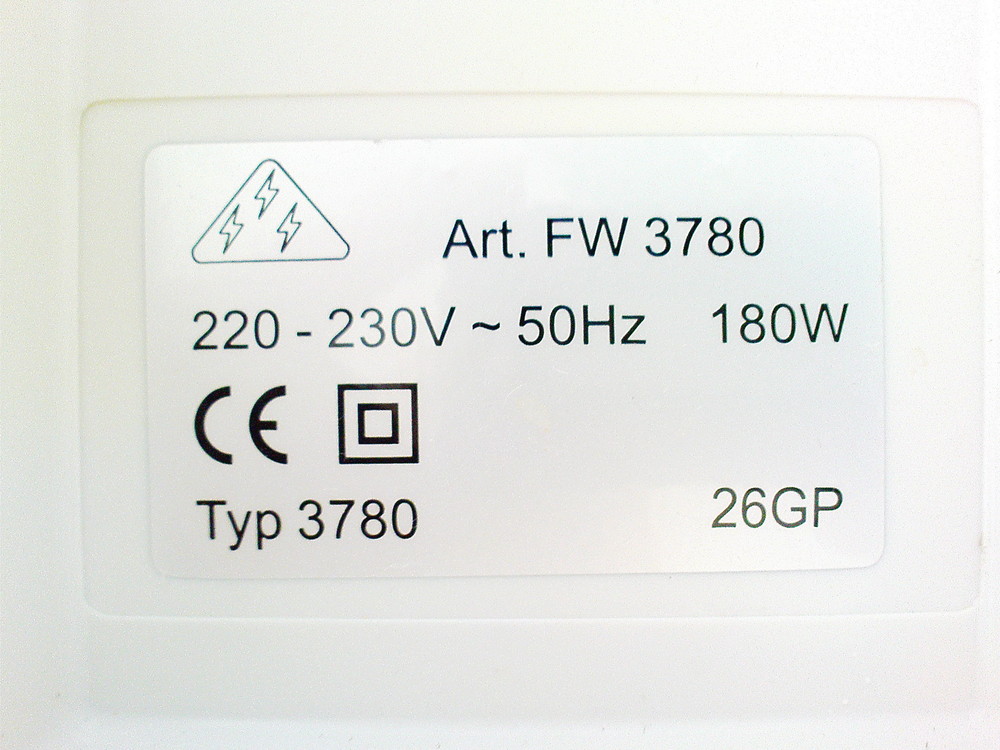 Art. FW 3780
220 - 230V ~ 50Hz 180W
CE
Typ 3780 26GP